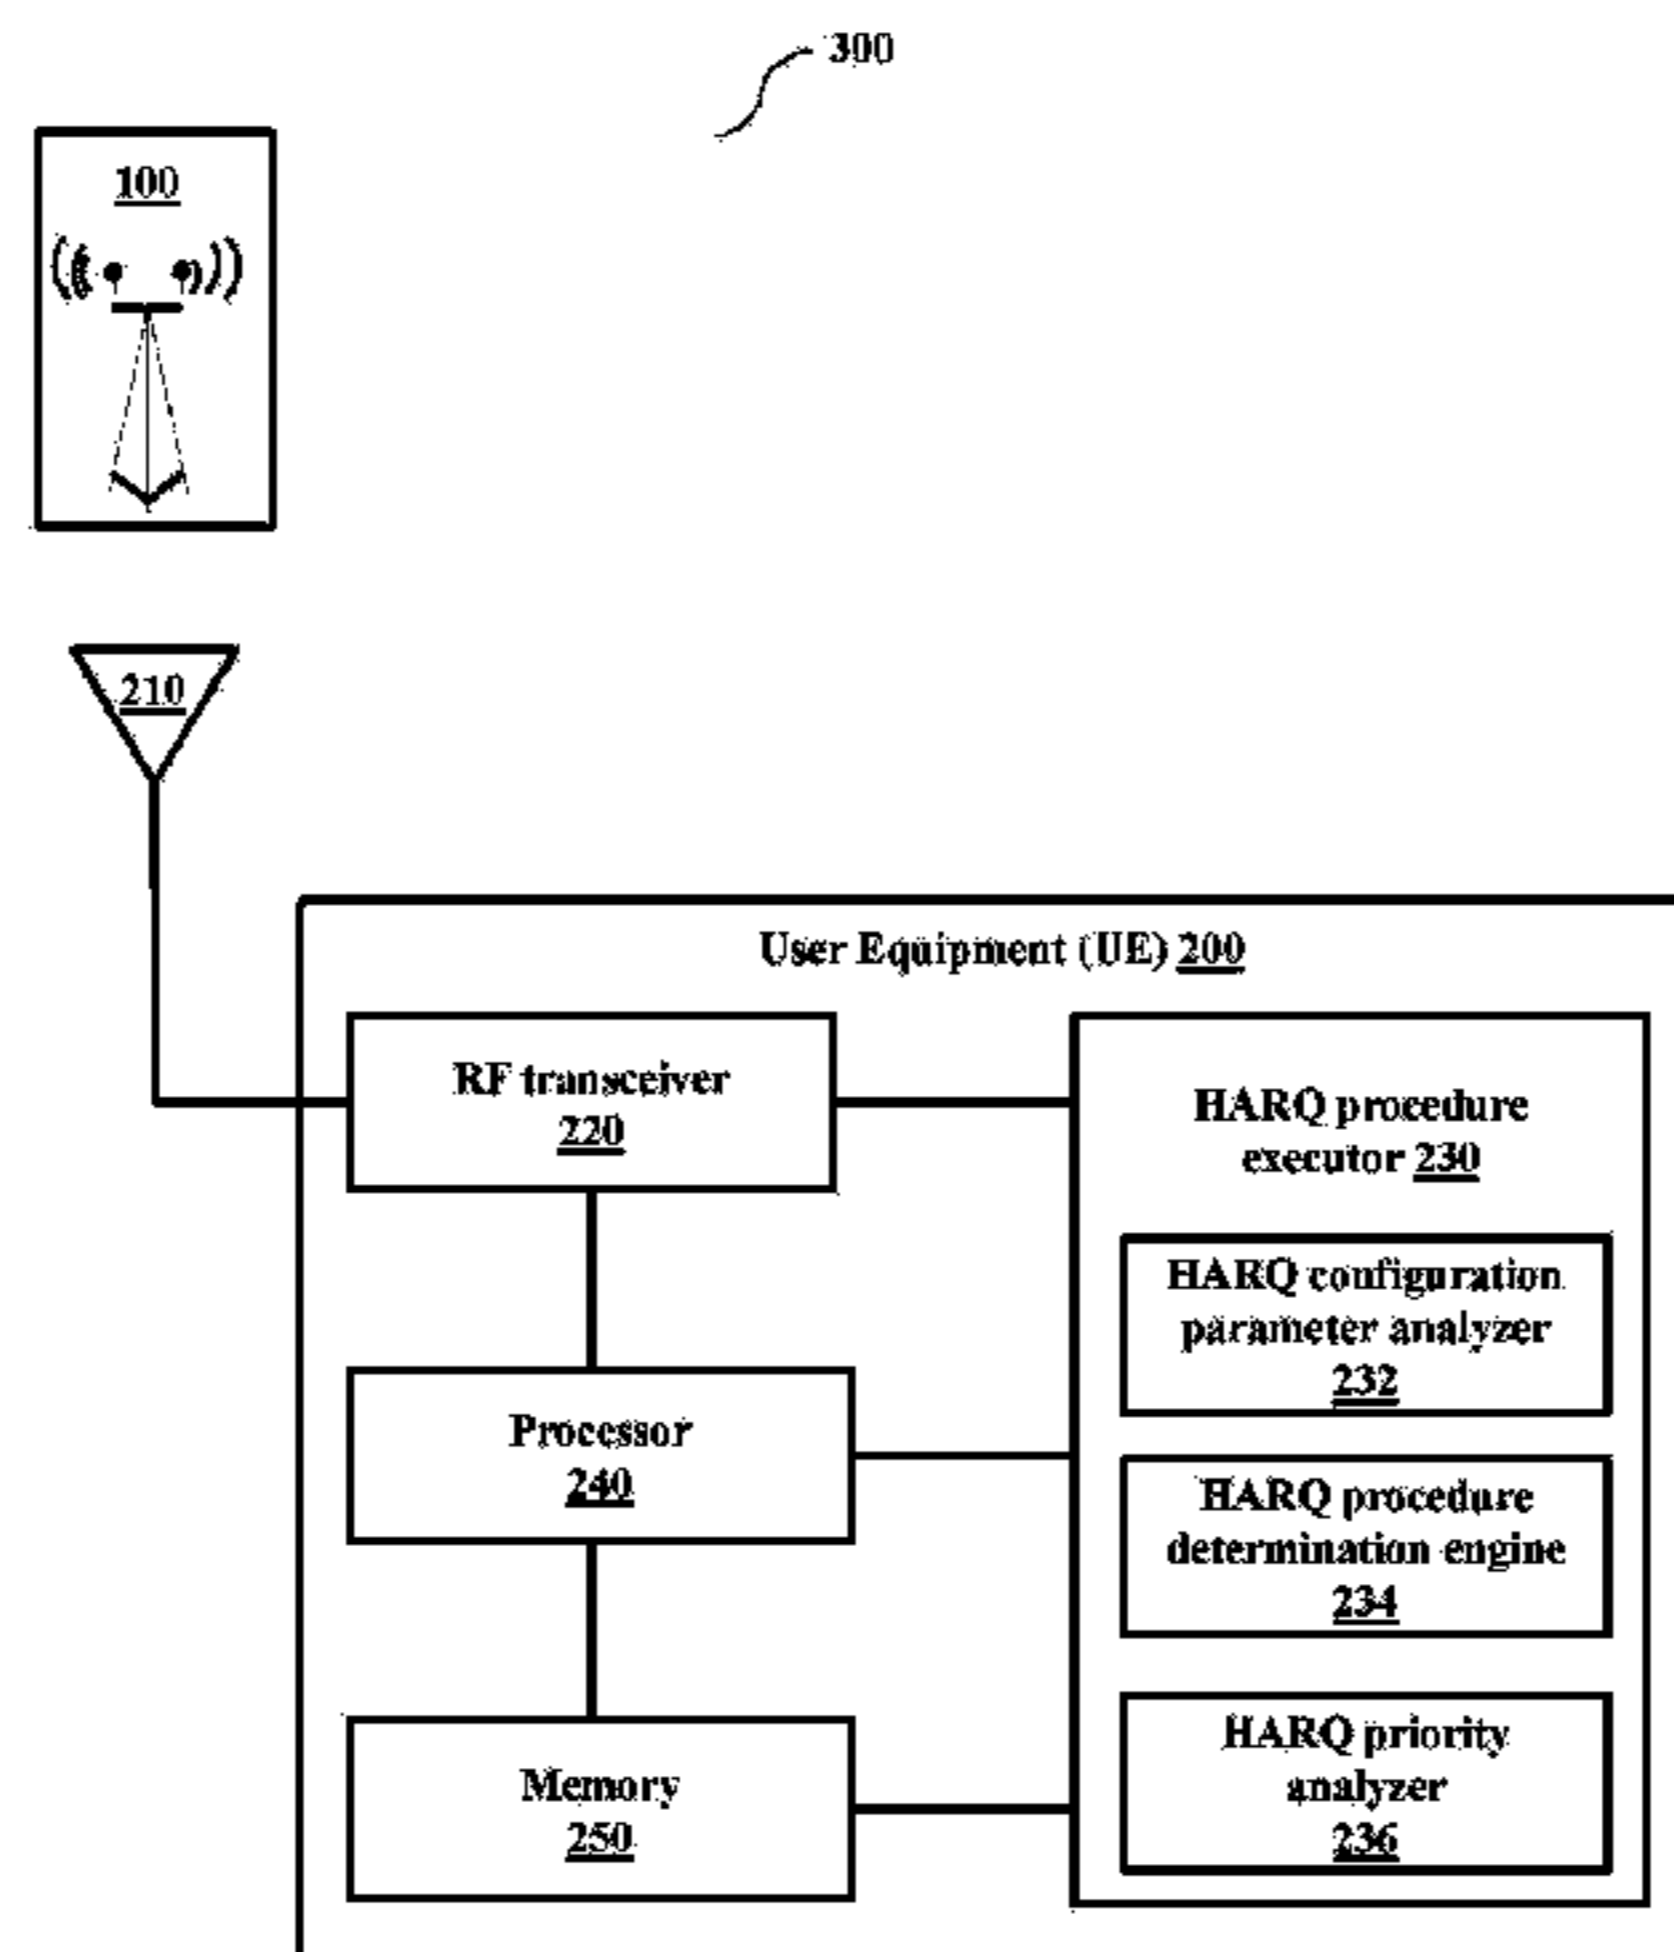 300
100
210
User Equipment (UE) 200
RF transceiver
220
HARQ procedure
executor 230
HARQ configuration
parameter analyzer
232
Processor
240
HARQ procedure
determination engine
234
Memory
250
HARQ priority
analyzer
236